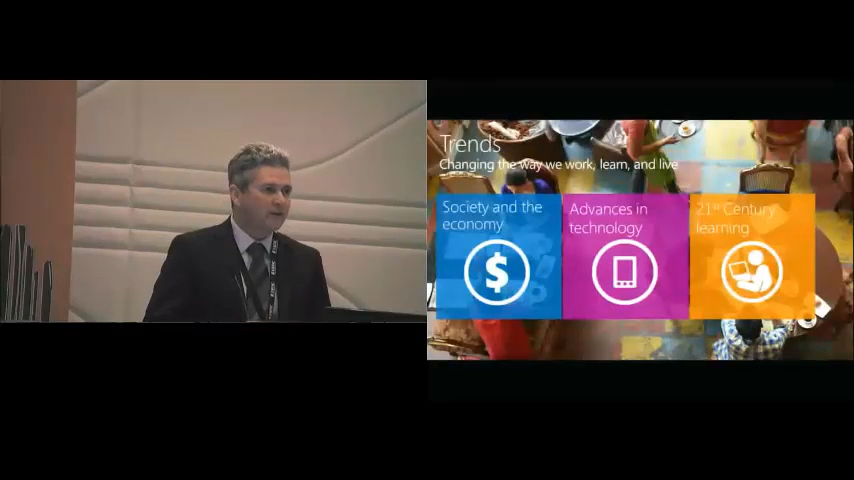 Trends
Changing the way we work, learn, and live
Society and the
economy
Advances in
technology
21st Century
learning
$